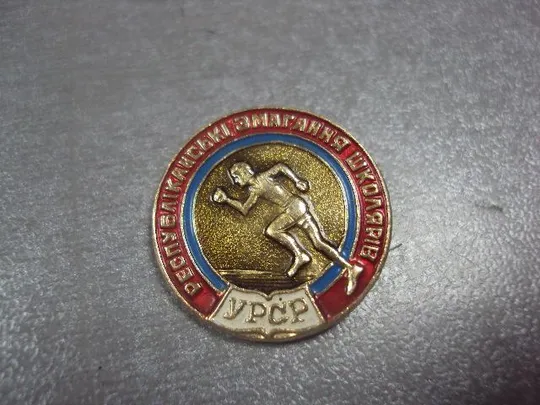 РЕСПУБЛІКАНСЬКІ ЗМАГАННЯ ШКОЛЯРІВ
УРСР